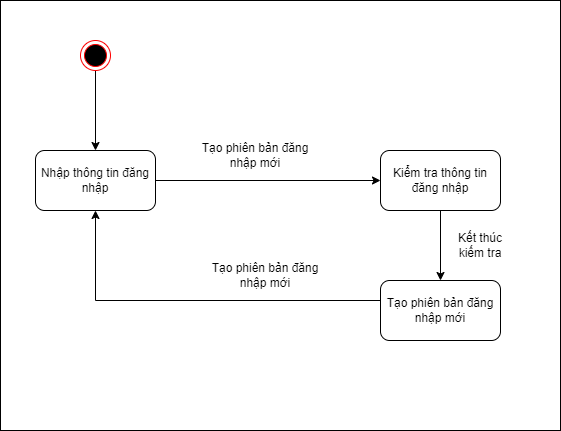 Tạo phiên bản đăng
nhập mới
Nhập thông tin đăng
nhập
Kiểm tra thông tin
đăng nhập
Kết thúc
kiểm tra
Tạo phiên bản đăng
nhập mới
Tạo phiên bản đăng
nhập mới